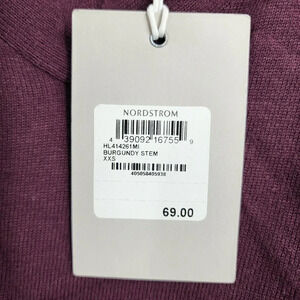 NORDSTROM
4 39092 16755 9
HL414261MI
BURGUNDY STEM
XXS
405058405938
69.00